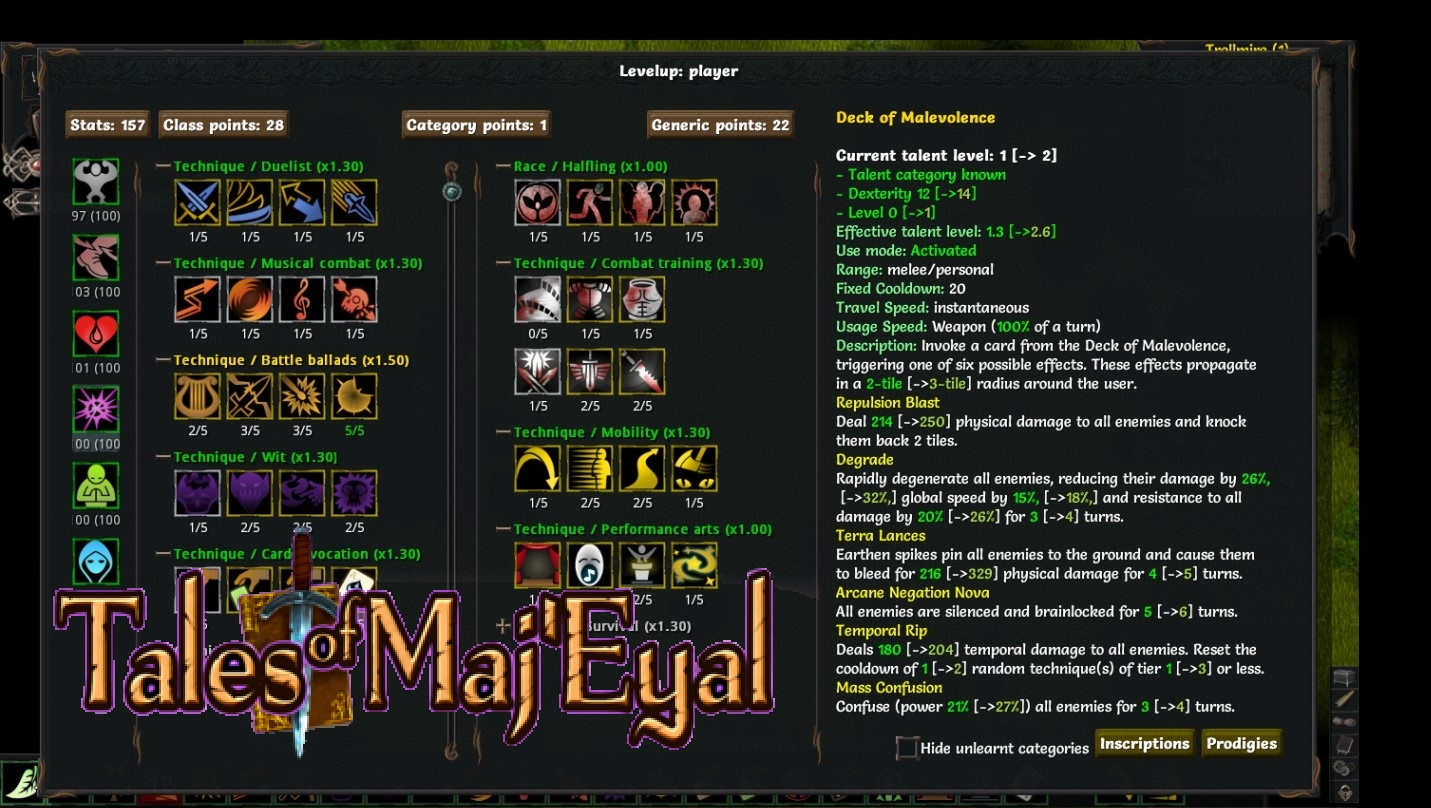 Trollmire (1)
Levelup: player
Stats: 157 Class points: 28 Category points: 1 Generic points: 22
97 (100)
03 (100
01 (100
00 (100
00 (100
Technique / Duelist (x1.30)
1/5 1/5 1/5 1/5
Technique / Musical combat (x1.30)
1/5 1/5 1/5 1/5
Technique / Battle ballads (x1.50)
2/5 3/5 3/5 5/5
Technique / Wit (x1.30)
1/5 2/5 2/5 2/5
Technique / Card vocation (x1.30)
Race / Halfling (x1.00)
1/5 1/5 1/5 1/5
Technique / Combat training (x1.30)
0/5 1/5 1/5
1/5 2/5 2/5
Technique / Mobility (x1.30)
1/5 2/5 2/5 1/5
Technique / Performance arts (x1.00)
2/5 1/5
Survival (x1.30)
Tales of Maj'Eyal
Deck of Malevolence
Current talent level: 1 [-> 2]
- Talent category known
- Dexterity 12 [->14]
- Level 0 [->1]
Effective talent level: 1.3 [->2.6]
Use mode: Activated
Range: melee/personal
Fixed Cooldown: 20
Travel Speed: instantaneous
Usage Speed: Weapon (100% of a turn)
Description: Invoke a card from the Deck of Malevolence,
triggering one of six possible effects. These effects propagate
in a 2-tile [->3-tile] radius around the user.
Repulsion Blast
Deal 214 [->250] physical damage to all enemies and knock
them back 2 tiles.
Degrade
Rapidly degenerate all enemies, reducing their damage by 26%,
[->32%,] global speed by 15%, [->18%,] and resistance to all
damage by 20% [->26%] for 3 [->4] turns.
Terra Lances
Earthen spikes pin all enemies to the ground and cause them
to bleed for 216 [->329] physical damage for 4 [->5] turns.
Arcane Negation Nova
All enemies are silenced and brainlocked for 5 [->6] turns.
Temporal Rip
Deals 180 [->204] temporal damage to all enemies. Reset the
cooldown of 1 [->2] random technique(s) of tier 1 [->3] or less.
Mass Confusion
Confuse (power 21% [->27%]) all enemies for 3 [->4] turns.
Hide unlearnt categories Inscriptions Prodigies